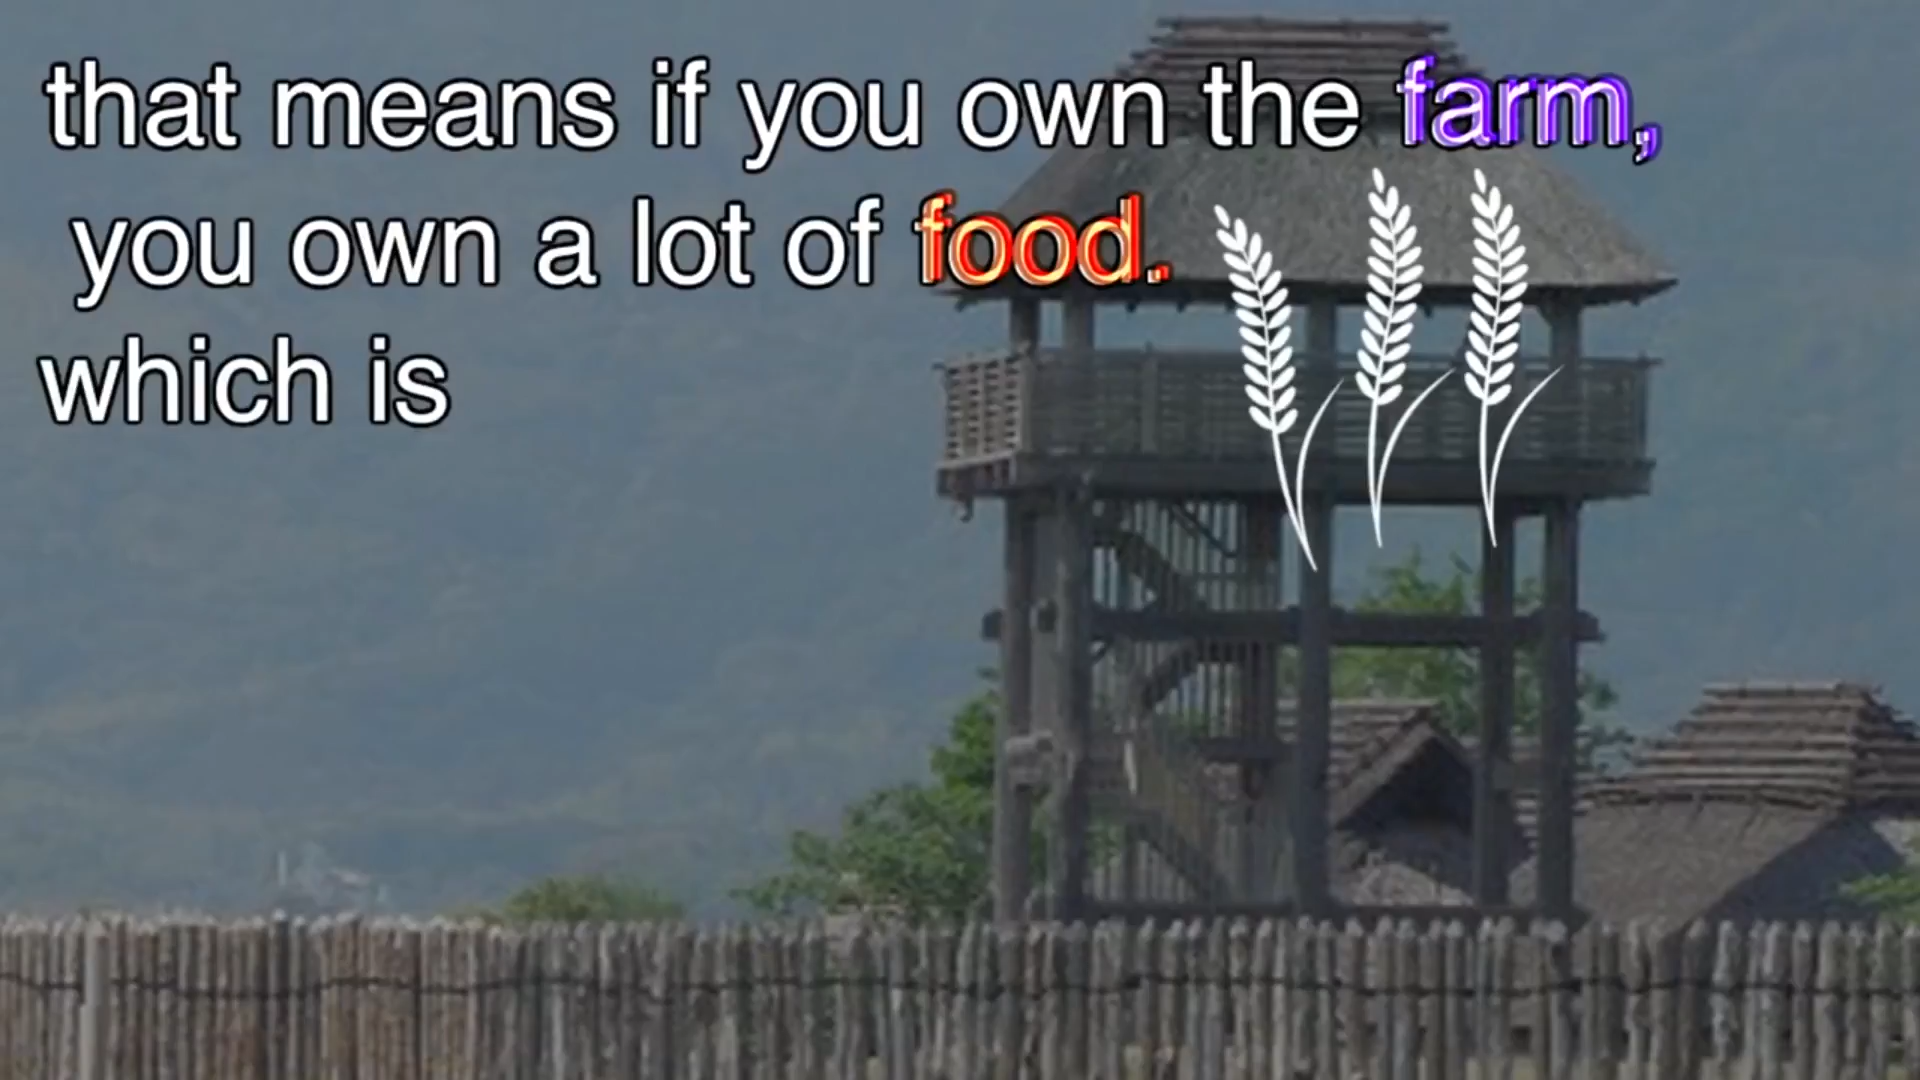 that means if you own the farm,
you own a lot of food.
which is